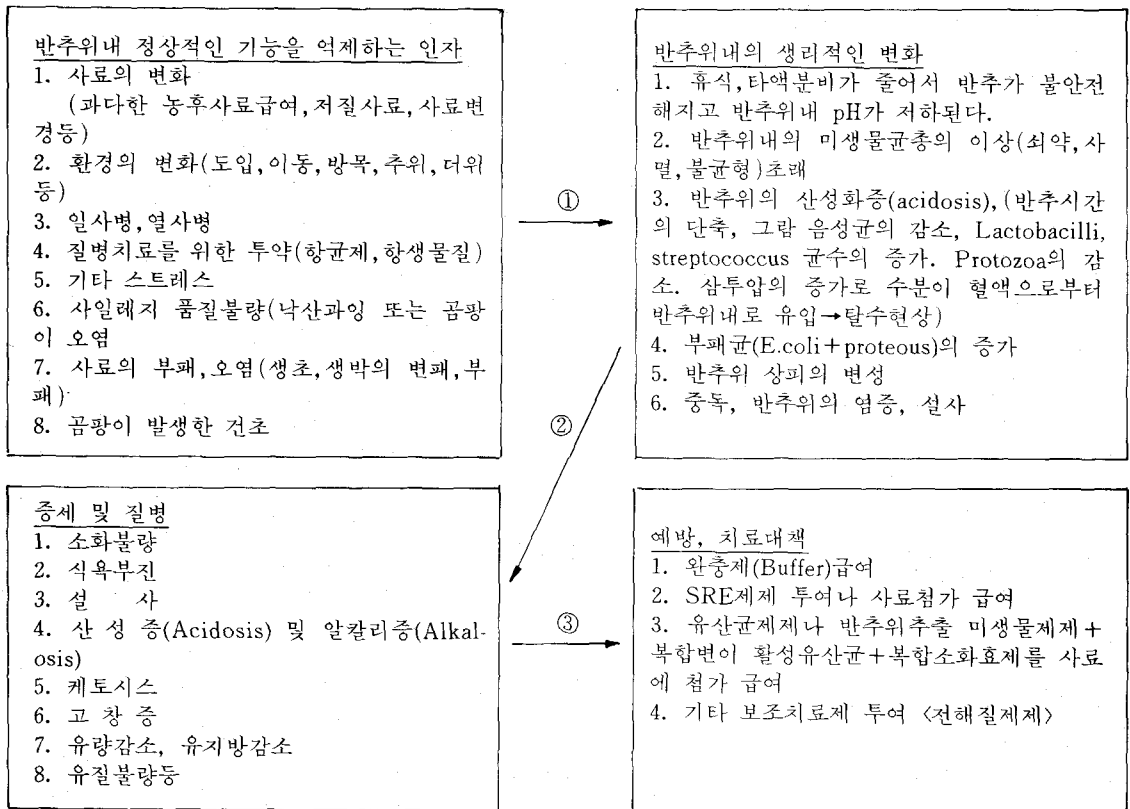 반추위내 정상적인 기능을 억제하는 인자
1. 사료의 변화
(과다한 농후사료급여,저질사료,사료변
경등)
2. 환경의 변화(도입,이동,방목,추위,더위
등)
3. 일사병,열사병
4. 질병치료를 위한 투약(항균제,항생물질)
5. 기타 스트레스
6. 사일레지 품질불량(낙산과잉 또는 곰팡
이 오염
7. 사료의 부패,오염(생초,생박의 변패,부
패)
8. 곰팡이 발생한 건초
①
반추위내의 생리적인 변화
1. 휴식,타액분비가 줄어서 반추가 불안전
해지고 반추위내 pH가 저하된다.
2. 반추위내의 미생물균총의 이상(쇠약,사
멸,불균형)초래
3. 반추위의 산성화증(acidosis),(반추시간
의 단축, 그람 음성균의 감소, Lactobacilli,
streptococcus 균수의 증가. Protozoa의 감
소. 삼투압의 증가로 수분이 혈액으로부터
반추위내로 유입→탈수현상)
4. 부패균(E.coli+proteous)의 증가
5. 반추위 상피의 변성
6. 중독, 반추위의 염증, 설사
②
증세 및 질병
1. 소화불량
2. 식욕부진
3. 설 사
4. 산성증(Acidosis) 및 알칼리증(Alkal-
osis)
5. 케토시스
6. 고창증
7. 유량감소, 유지방감소
8. 유질불량등
③
예방, 치료대책
1. 완충제(Buffer)급여
2. SRE제제 투여나 사료첨가 급여
3. 유산균제제나 반추위추출 미생물제제+
복합변이 활성유산균+복합소화효제를 사료
에 첨가 급여
4. 기타 보조치료제 투여 〈전해질제제〉